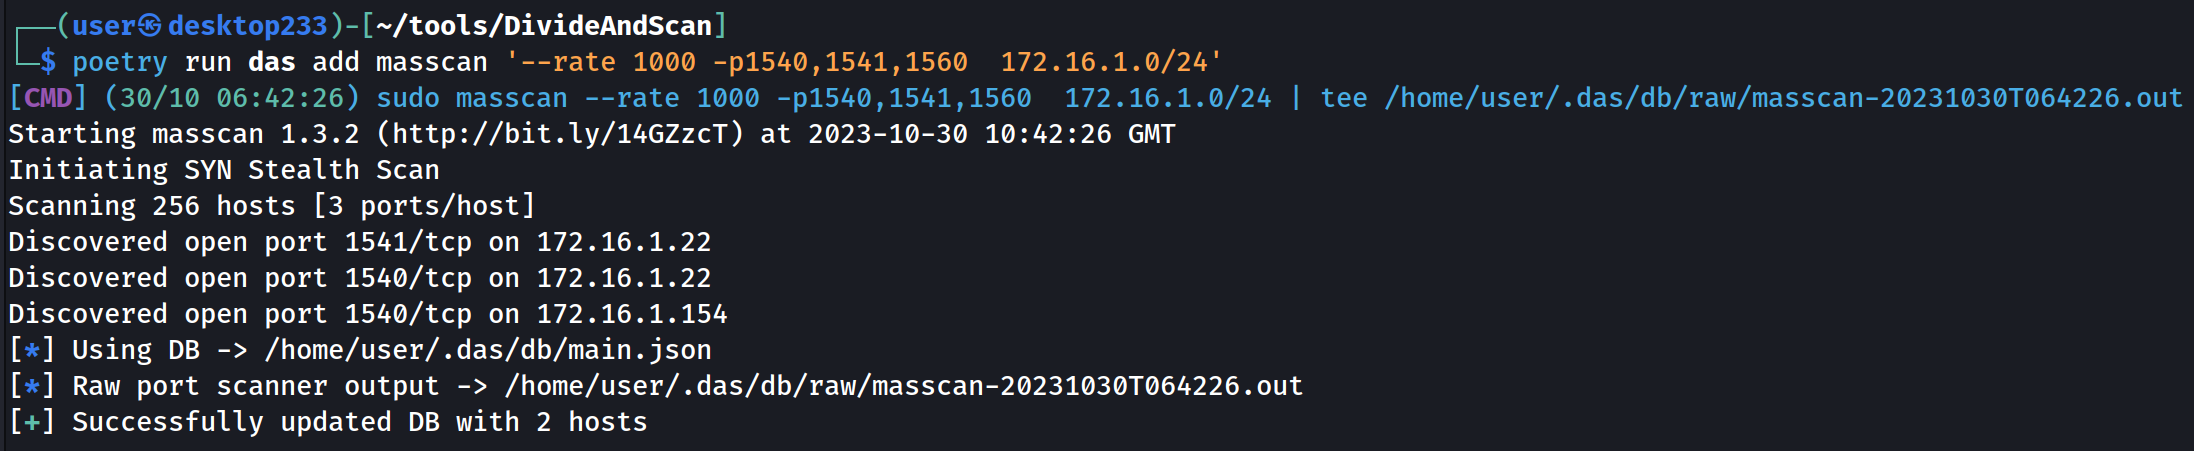 ┌──(user㉿desktop233)-[~/tools/DivideAndScan]
└─$ poetry run das add masscan '--rate 1000 -p1540,1541,1560  172.16.1.0/24'
[CMD] (30/10 06:42:26) sudo masscan --rate 1000 -p1540,1541,1560  172.16.1.0/24 | tee /home/user/.das/db/raw/masscan-20231030T064226.out
Starting masscan 1.3.2 (http://bit.ly/14GZzcT) at 2023-10-30 10:42:26 GMT
Initiating SYN Stealth Scan
Scanning 256 hosts [3 ports/host]
Discovered open port 1541/tcp on 172.16.1.22
Discovered open port 1540/tcp on 172.16.1.22
Discovered open port 1540/tcp on 172.16.1.154
[*] Using DB -> /home/user/.das/db/main.json
[*] Raw port scanner output -> /home/user/.das/db/raw/masscan-20231030T064226.out
[+] Successfully updated DB with 2 hosts